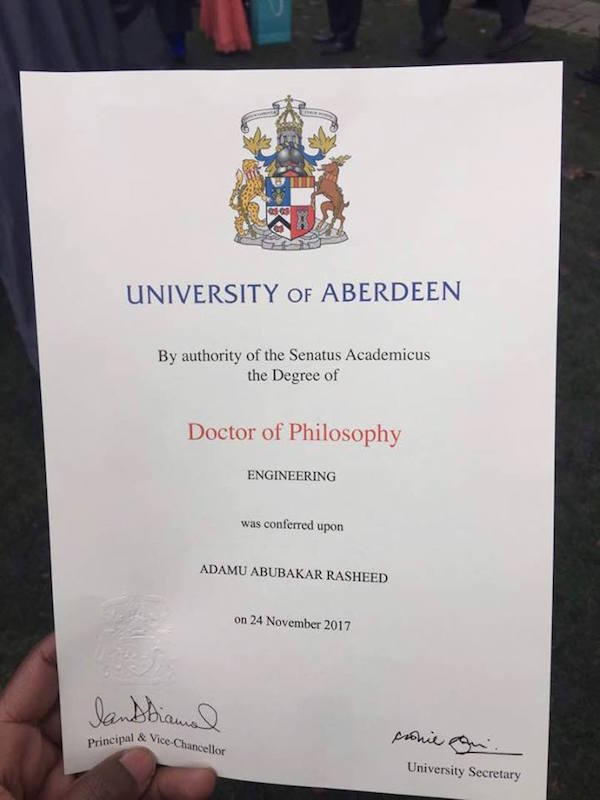 UNIVERSITY OF ABERDEEN
By authority of the Senatus Academicus
the Degree of
Doctor of Philosophy
ENGINEERING
was conferred upon
ADAMU ABUBAKAR RASHEED
on 24 November 2017
Principal & Vice-Chancellor
University Secretary